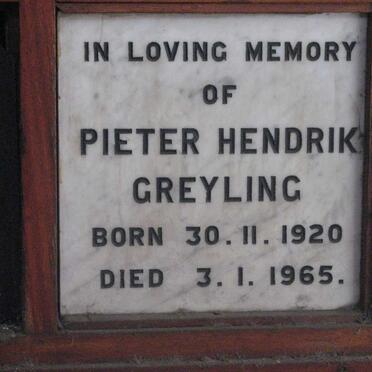 IN LOVING MEMORY
OF
PIETER HENDRIK
GREYLING
BORN 30.11.1920
DIED 3.1.1965.